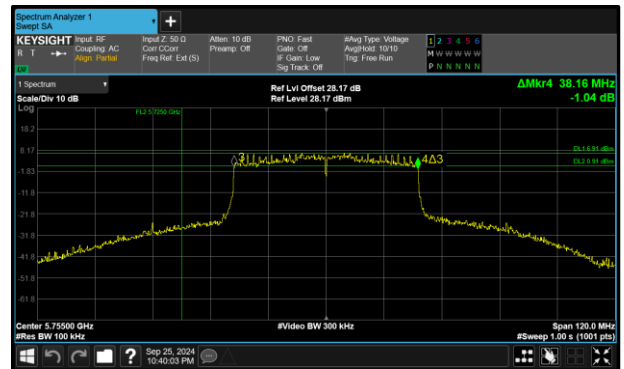 Spectrum Analyzer 1
Swept SA
KEYSIGHT
R T
Input: RF
Coupling: AC
Align: Partial
Input Z: 50 Ω
Corr CCorr
Freq Ref: Ext (S)
Atten: 10 dB
Preamp: Off
PNO: Fast
Gate: Off
IF Gain: Low
Sig Track: Off
#Avg Type: Voltage
Avg|Hold: 10/10
Trig: Free Run
1 2 3 4 5 6
M W W W W W
P N N N N N
1 Spectrum
Scale/Div 10 dB
Log
Ref Lvl Offset 28.17 dB
Ref Level 28.17 dBm
ΔMkr4 38.16 MHz
-1.04 dB
FL2 5.7250 GHz
18.2
8.17
-1.83
-11.8
-21.8
-31.8
-41.8
-51.8
-61.8
3
4Δ3
DL1 6.91 dBm
DL2 0.91 dBm
Center 5.75500 GHz
#Res BW 100 kHz
#Video BW 300 kHz
Span 120.0 MHz
#Sweep 1.00 s (1001 pts)
Sep 25, 2024
10:40:03 PM